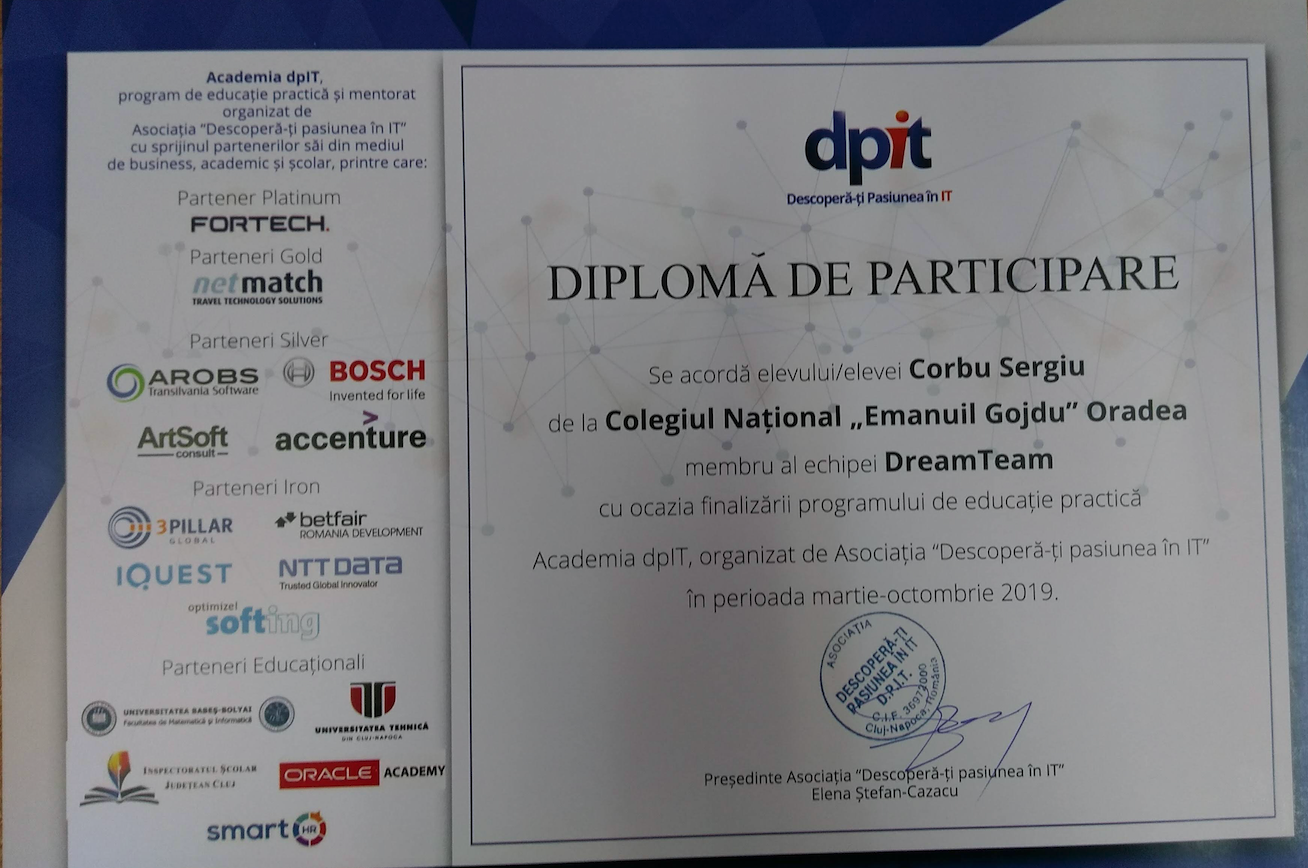 Academia dpIT,
program de educație practică și mentorat
organizat de
Asociația “Descoperă-ți pasiunea în IT”
cu sprijinul partenerilor săi din mediul
de business, academic și școlar, printre care:
Partener Platinum
FORTECH.
Parteneri Gold
netmatch
TRAVEL TECHNOLOGY SOLUTIONS
Parteneri Silver
AROBS
Transilvania Software
BOSCH
Invented for life
ArtSoft
consult
accenture
Parteneri Iron
3PILLAR
GLOBAL
betfair
ROMANIA DEVELOPMENT
IQUEST
NTT DATA
Trusted Global Innovator
optimizel
softing
Parteneri Educaționali
UNIVERSITATEA BABEȘ-BOLYAI
Facultatea de Matematică și Informatică
UNIVERSITATEA TEHNICĂ
DIN CLUJ-NAPOCA
INSPECTORATUL ȘCOLAR
JUDEȚEAN CLUJ
ORACLE ACADEMY
smart HR
dpit
Descoperă-ți Pasiunea în IT
DIPLOMĂ DE PARTICIPARE
Se acordă elevului/elevei Corbu Sergiu
de la Colegiul Național „Emanuil Gojdu” Oradea
membru al echipei DreamTeam
cu ocazia finalizării programului de educație practică
Academia dpIT, organizat de Asociația “Descoperă-ți pasiunea în IT”
în perioada martie-octombrie 2019.
ASOCIAȚIA
DESCOPERĂ-ȚI
PASIUNEA ÎN IT
D.P.I.T.
C.I.F. 36972000
Cluj-Napoca, România
Președinte Asociația “Descoperă-ți pasiunea în IT”
Elena Ștefan-Cazacu